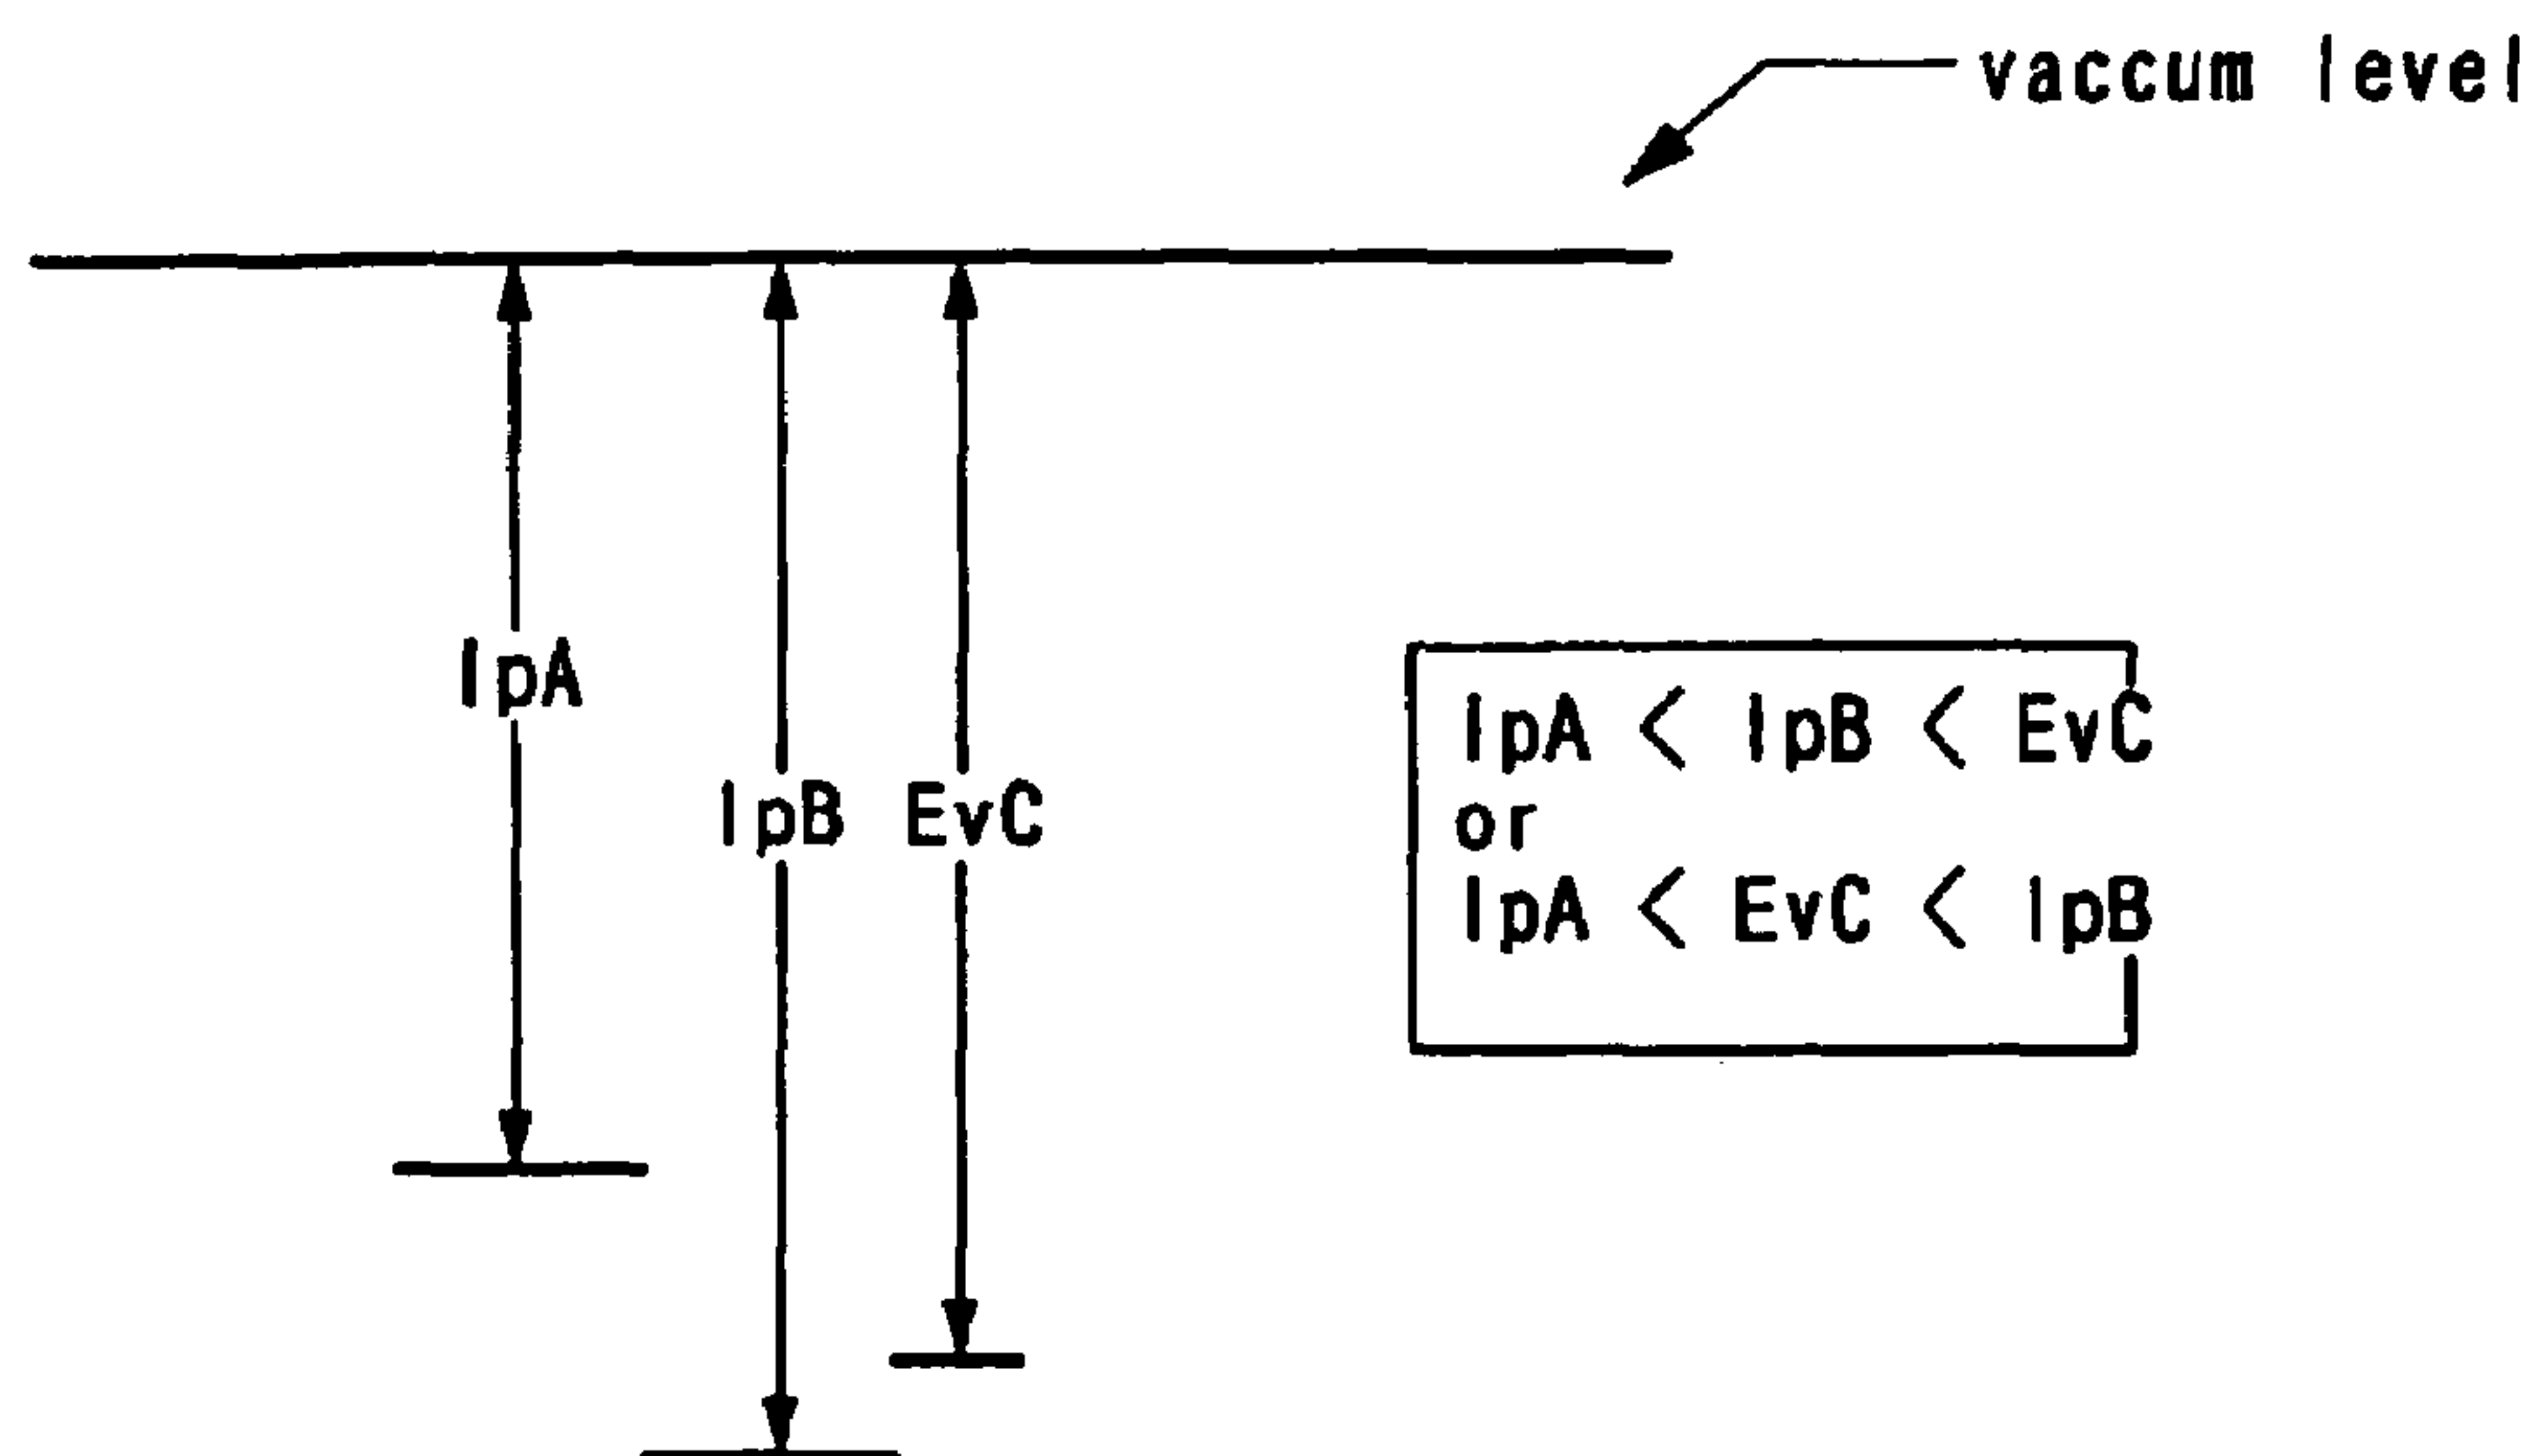 vaccum level
IpA
IpB EvC
IpA < IpB < EvC
or
IpA < EvC < IpB